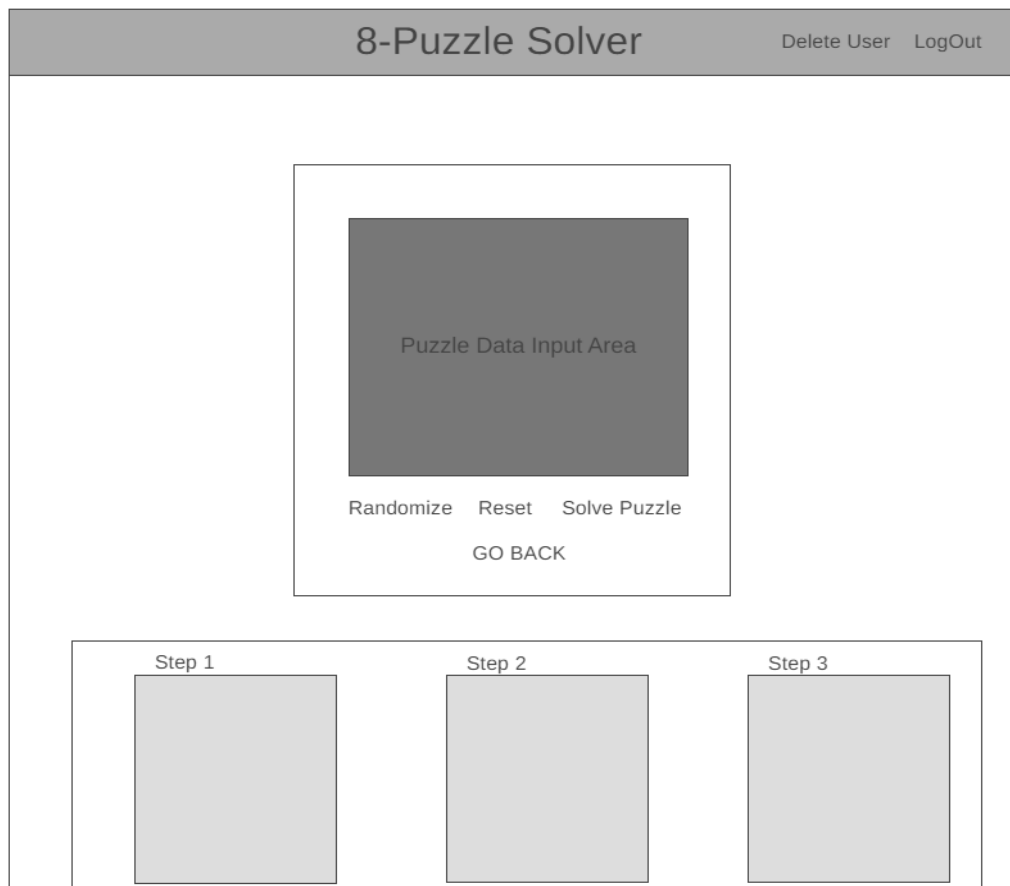 8-Puzzle Solver
Delete User LogOut
Puzzle Data Input Area
Randomize Reset Solve Puzzle
GO BACK
Step 1 Step 2 Step 3